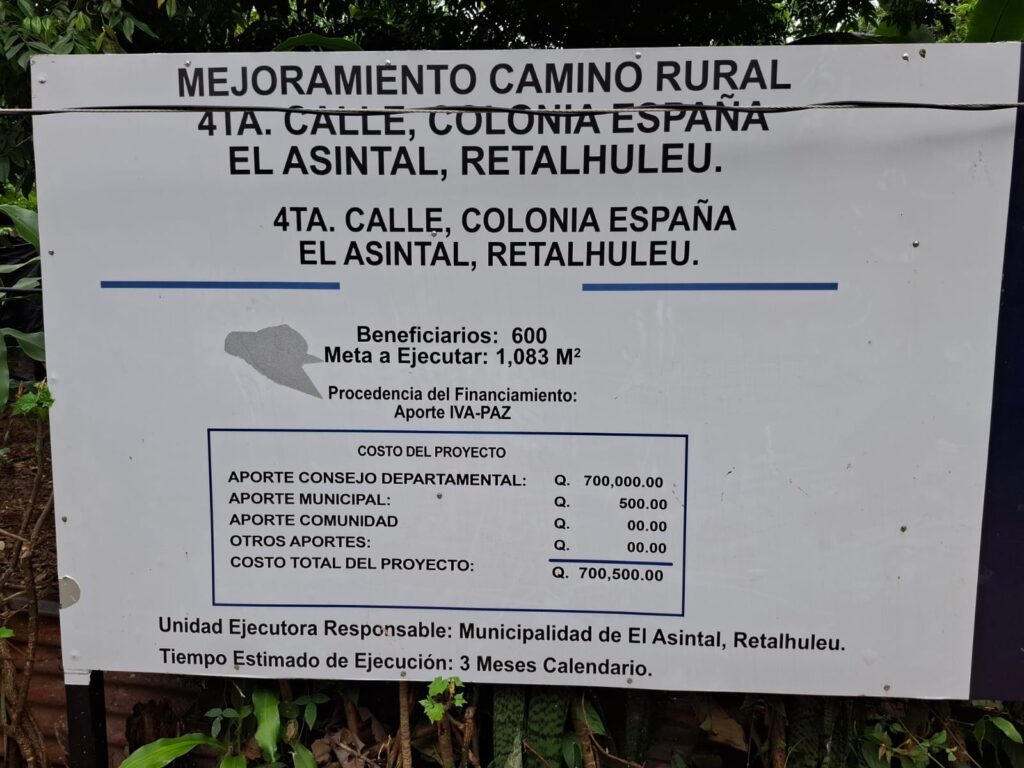 MEJORAMIENTO CAMINO RURAL
4TA. CALLE, COLONIA ESPAÑA
EL ASINTAL, RETALHULEU.
4TA. CALLE, COLONIA ESPAÑA
EL ASINTAL, RETALHULEU.
Beneficiarios: 600
Meta a Ejecutar: 1,083 M²
Procedencia del Financiamiento:
Aporte IVA-PAZ
COSTO DEL PROYECTO
APORTE CONSEJO DEPARTAMENTAL: Q. 700,000.00
APORTE MUNICIPAL: Q. 500.00
APORTE COMUNIDAD Q. 00.00
OTROS APORTES: Q. 00.00
COSTO TOTAL DEL PROYECTO: Q. 700,500.00
Unidad Ejecutora Responsable: Municipalidad de El Asintal, Retalhuleu.
Tiempo Estimado de Ejecución: 3 Meses Calendario.